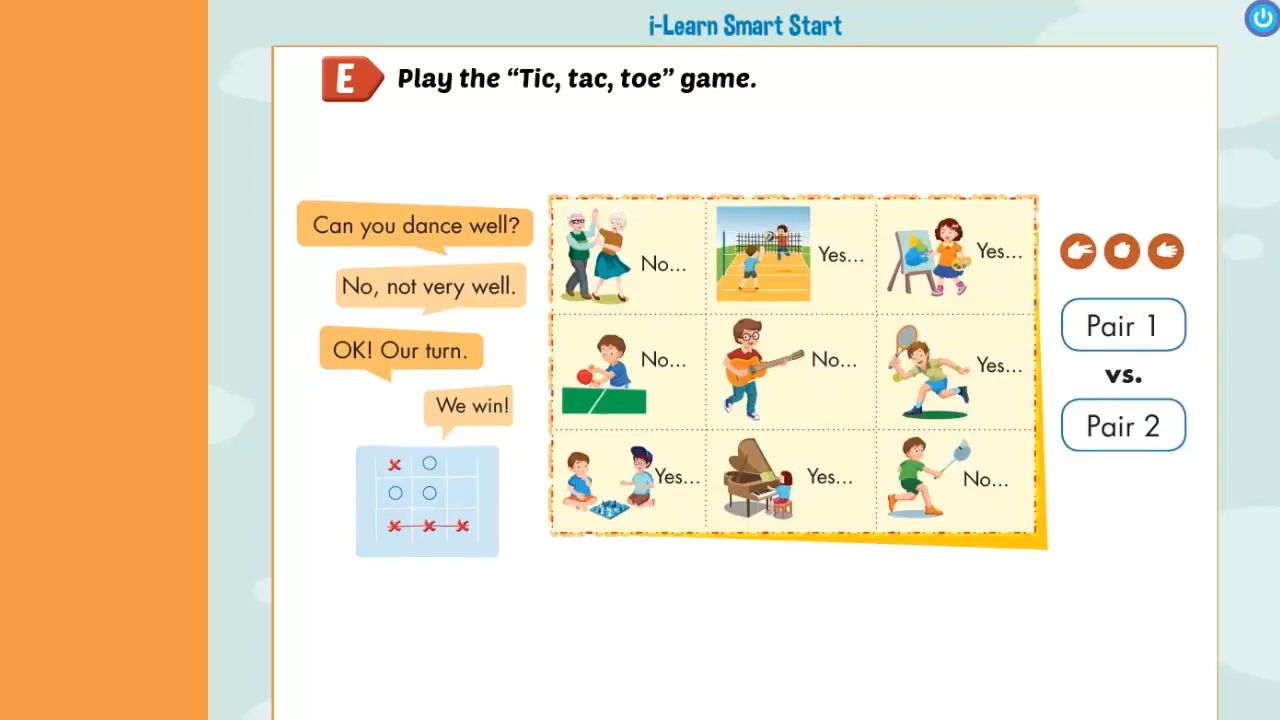 i-Learn Smart Start
E Play the “Tic, tac, toe” game.
Can you dance well?
No, not very well.
OK! Our turn.
We win!
No...
Yes...
Yes...
No...
No...
Yes...
Yes...
Yes...
No...
Pair 1
vs.
Pair 2